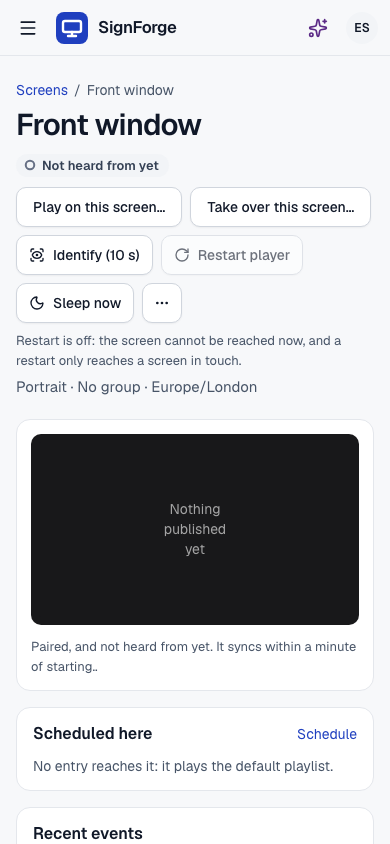 SignForge
ES
Screens / Front window
Front window
Not heard from yet
Play on this screen...
Take over this screen...
Identify (10 s)
Restart player
Sleep now
...
Restart is off: the screen cannot be reached now, and a
restart only reaches a screen in touch.
Portrait · No group · Europe/London
Nothing
published
yet
Paired, and not heard from yet. It syncs within a minute
of starting..
Scheduled here
Schedule
No entry reaches it: it plays the default playlist.
Recent events